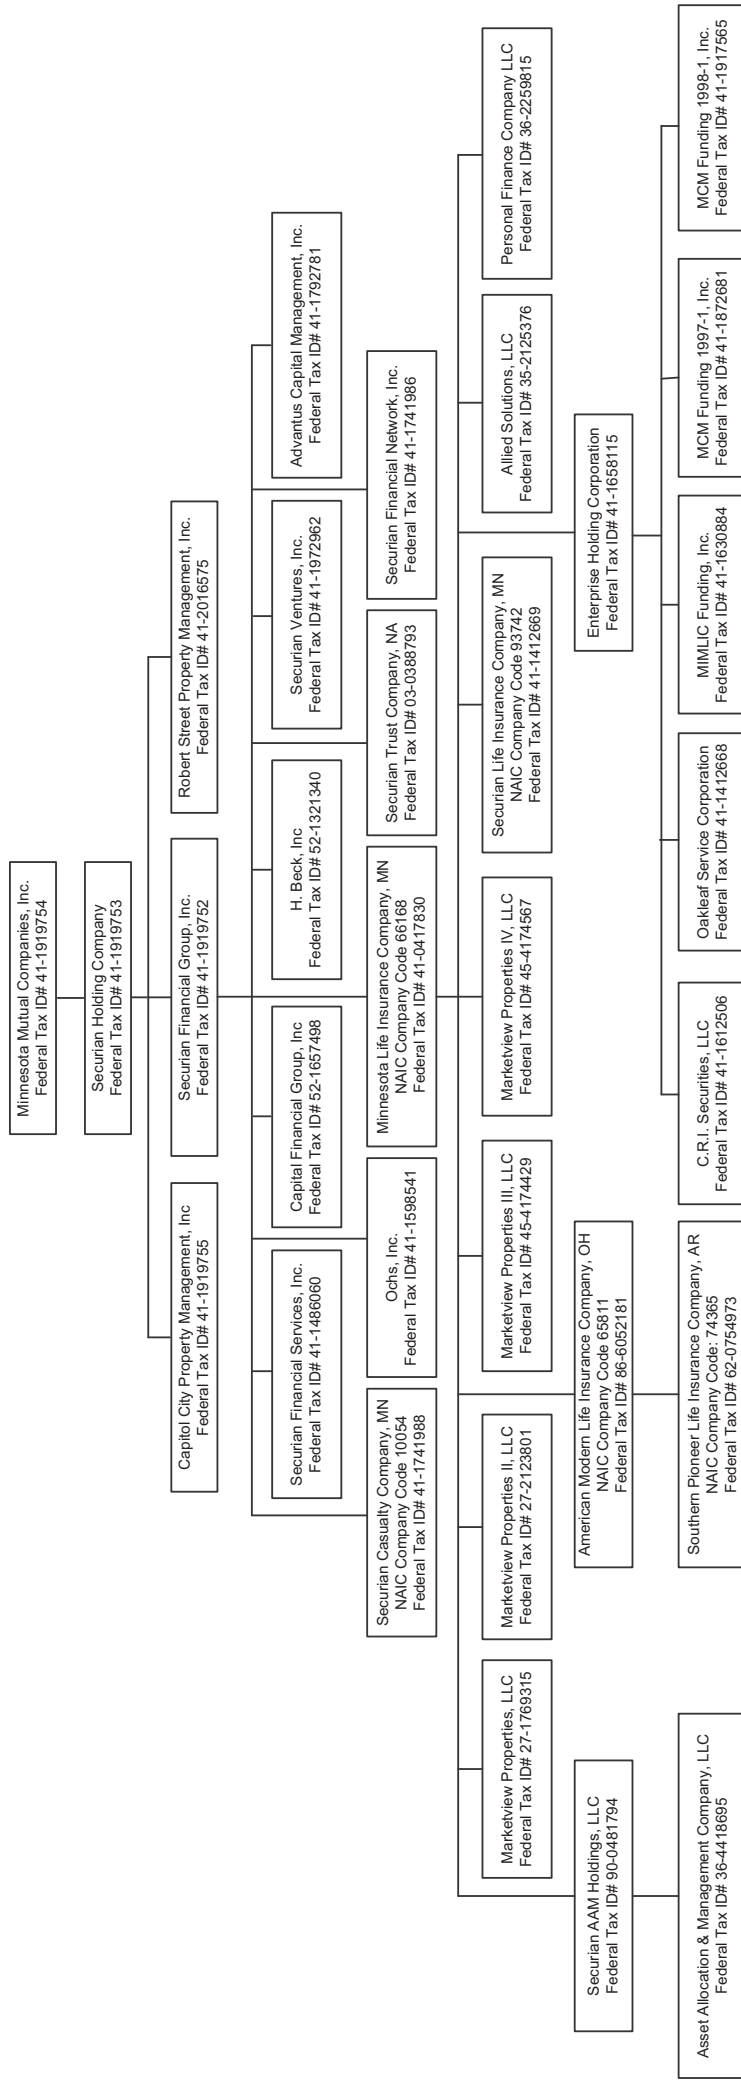 Minnesota Mutual Companies, Inc.
Federal Tax ID# 41-1919754
Securian Holding Company
Federal Tax ID# 41-1919753
Capitol City Property Management, Inc
Federal Tax ID# 41-1919755
Securian Financial Group, Inc.
Federal Tax ID# 41-1919752
Robert Street Property Management, Inc.
Federal Tax ID# 41-2016575
Securian Financial Services, Inc.
Federal Tax ID# 41-1486060
Capital Financial Group, Inc
Federal Tax ID# 52-1657498
H. Beck, Inc
Federal Tax ID# 52-1321340
Securian Ventures, Inc.
Federal Tax ID# 41-1972962
Advantus Capital Management, Inc.
Federal Tax ID# 41-1792781
Securian Casualty Company, MN
NAIC Company Code 10054
Federal Tax ID# 41-1741988
Ochs, Inc.
Federal Tax ID# 41-1598541
Minnesota Life Insurance Company, MN
NAIC Company Code 66168
Federal Tax ID# 41-0417830
Securian Trust Company, NA
Federal Tax ID# 03-0388793
Securian Financial Network, Inc.
Federal Tax ID# 41-1741986
Marketview Properties, LLC
Federal Tax ID# 27-1769315
Marketview Properties II, LLC
Federal Tax ID# 27-2123801
Marketview Properties III, LLC
Federal Tax ID# 45-4174429
Marketview Properties IV, LLC
Federal Tax ID# 45-4174567
Securian Life Insurance Company, MN
NAIC Company Code 93742
Federal Tax ID# 41-1412669
Allied Solutions, LLC
Federal Tax ID# 35-2125376
Personal Finance Company LLC
Federal Tax ID# 36-2259815
Securian AAM Holdings, LLC
Federal Tax ID# 90-0481794
American Modern Life Insurance Company, OH
NAIC Company Code 65811
Federal Tax ID# 86-6052181
Enterprise Holding Corporation
Federal Tax ID# 41-1658115
Asset Allocation & Management Company, LLC
Federal Tax ID# 36-4418695
Southern Pioneer Life Insurance Company, AR
NAIC Company Code: 74365
Federal Tax ID# 62-0754973
C.R.I. Securities, LLC
Federal Tax ID# 41-1612506
Oakleaf Service Corporation
Federal Tax ID# 41-1412668
MIMLIC Funding, Inc.
Federal Tax ID# 41-1630884
MCM Funding 1997-1, Inc.
Federal Tax ID# 41-1872681
MCM Funding 1998-1, Inc.
Federal Tax ID# 41-1917565